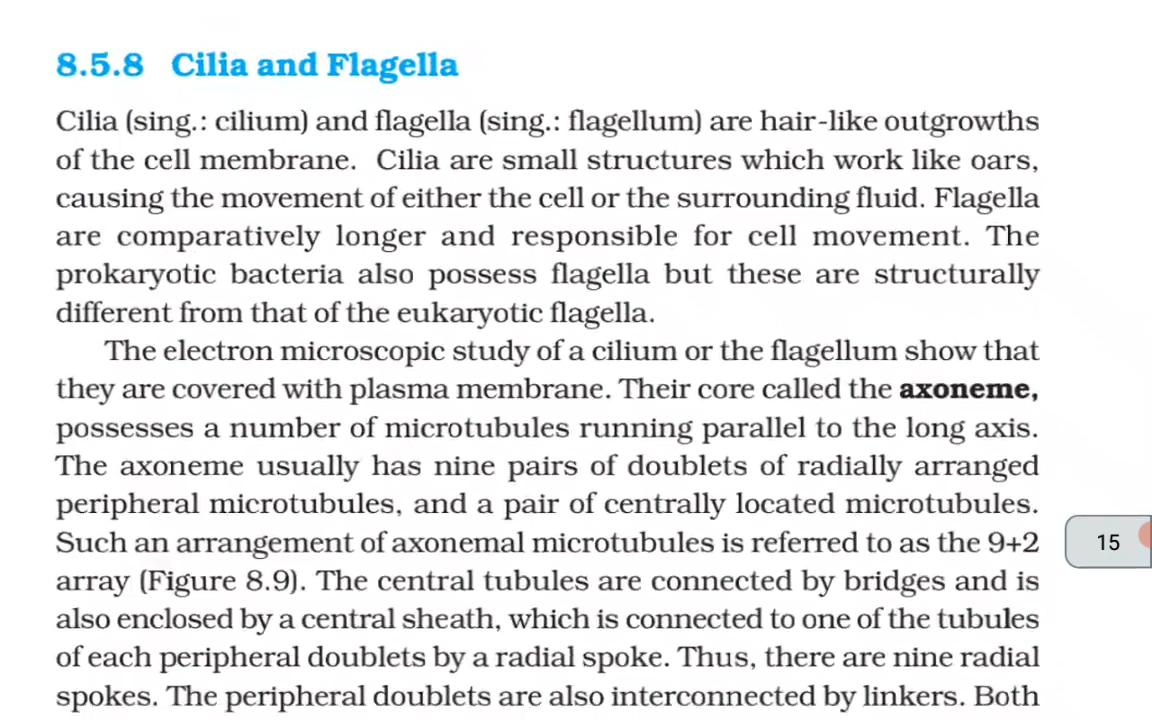 8.5.8 Cilia and Flagella
Cilia (sing.: cilium) and flagella (sing.: flagellum) are hair-like outgrowths
of the cell membrane. Cilia are small structures which work like oars,
causing the movement of either the cell or the surrounding fluid. Flagella
are comparatively longer and responsible for cell movement. The
prokaryotic bacteria also possess flagella but these are structurally
different from that of the eukaryotic flagella.
The electron microscopic study of a cilium or the flagellum show that
they are covered with plasma membrane. Their core called the axoneme,
possesses a number of microtubules running parallel to the long axis.
The axoneme usually has nine pairs of doublets of radially arranged
peripheral microtubules, and a pair of centrally located microtubules.
Such an arrangement of axonemal microtubules is referred to as the 9+2
array (Figure 8.9). The central tubules are connected by bridges and is
also enclosed by a central sheath, which is connected to one of the tubules
of each peripheral doublets by a radial spoke. Thus, there are nine radial
spokes. The peripheral doublets are also interconnected by linkers. Both
15